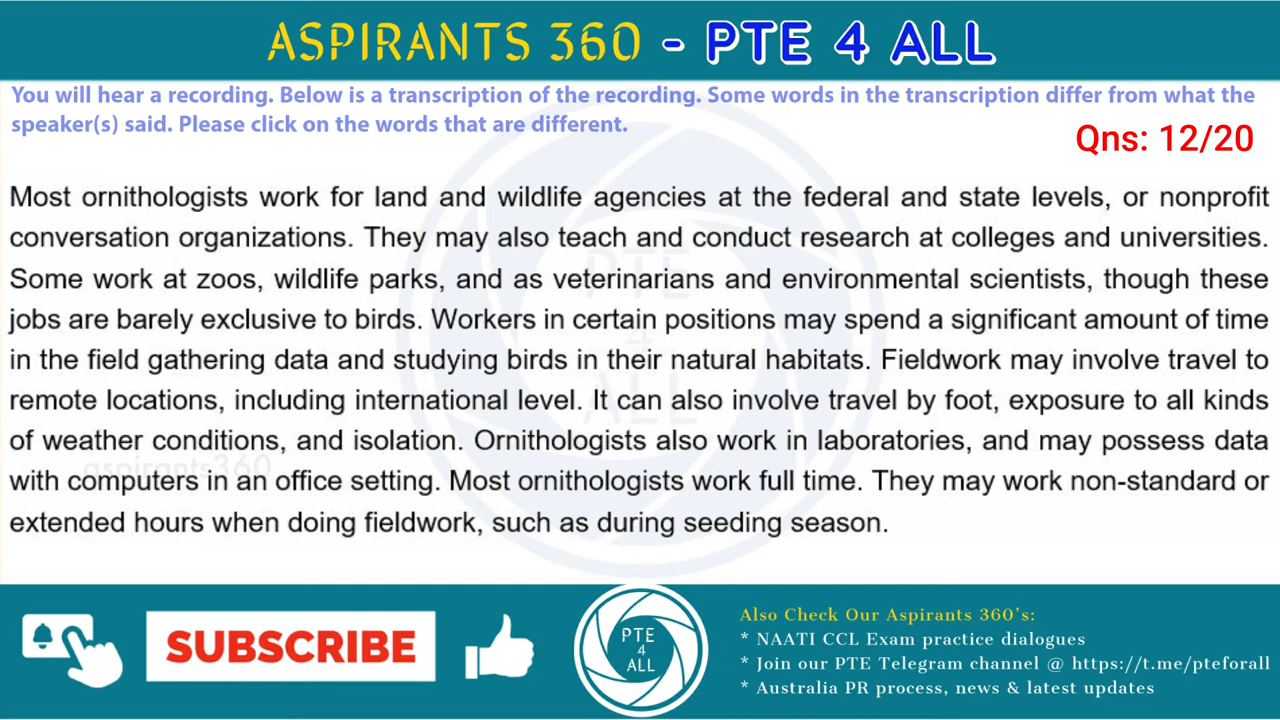 ASPIRANTS 360 - PTE 4 ALL
You will hear a recording. Below is a transcription of the recording. Some words in the transcription differ from what the
speaker(s) said. Please click on the words that are different.
Qns: 12/20
Most ornithologists work for land and wildlife agencies at the federal and state levels, or nonprofit
conversation organizations. They may also teach and conduct research at colleges and universities.
Some work at zoos, wildlife parks, and as veterinarians and environmental scientists, though these
jobs are barely exclusive to birds. Workers in certain positions may spend a significant amount of time
in the field gathering data and studying birds in their natural habitats. Fieldwork may involve travel to
remote locations, including international level. It can also involve travel by foot, exposure to all kinds
of weather conditions, and isolation. Ornithologists also work in laboratories, and may possess data
with computers in an office setting. Most ornithologists work full time. They may work non-standard or
extended hours when doing fieldwork, such as during seeding season.
PTE
4
ALL
aspirants360
SUBSCRIBE
PTE
4
ALL
Also Check Our Aspirants 360's:
* NAATI CCL Exam practice dialogues
* Join our PTE Telegram channel @ https://t.me/pteforall
* Australia PR process, news & latest updates